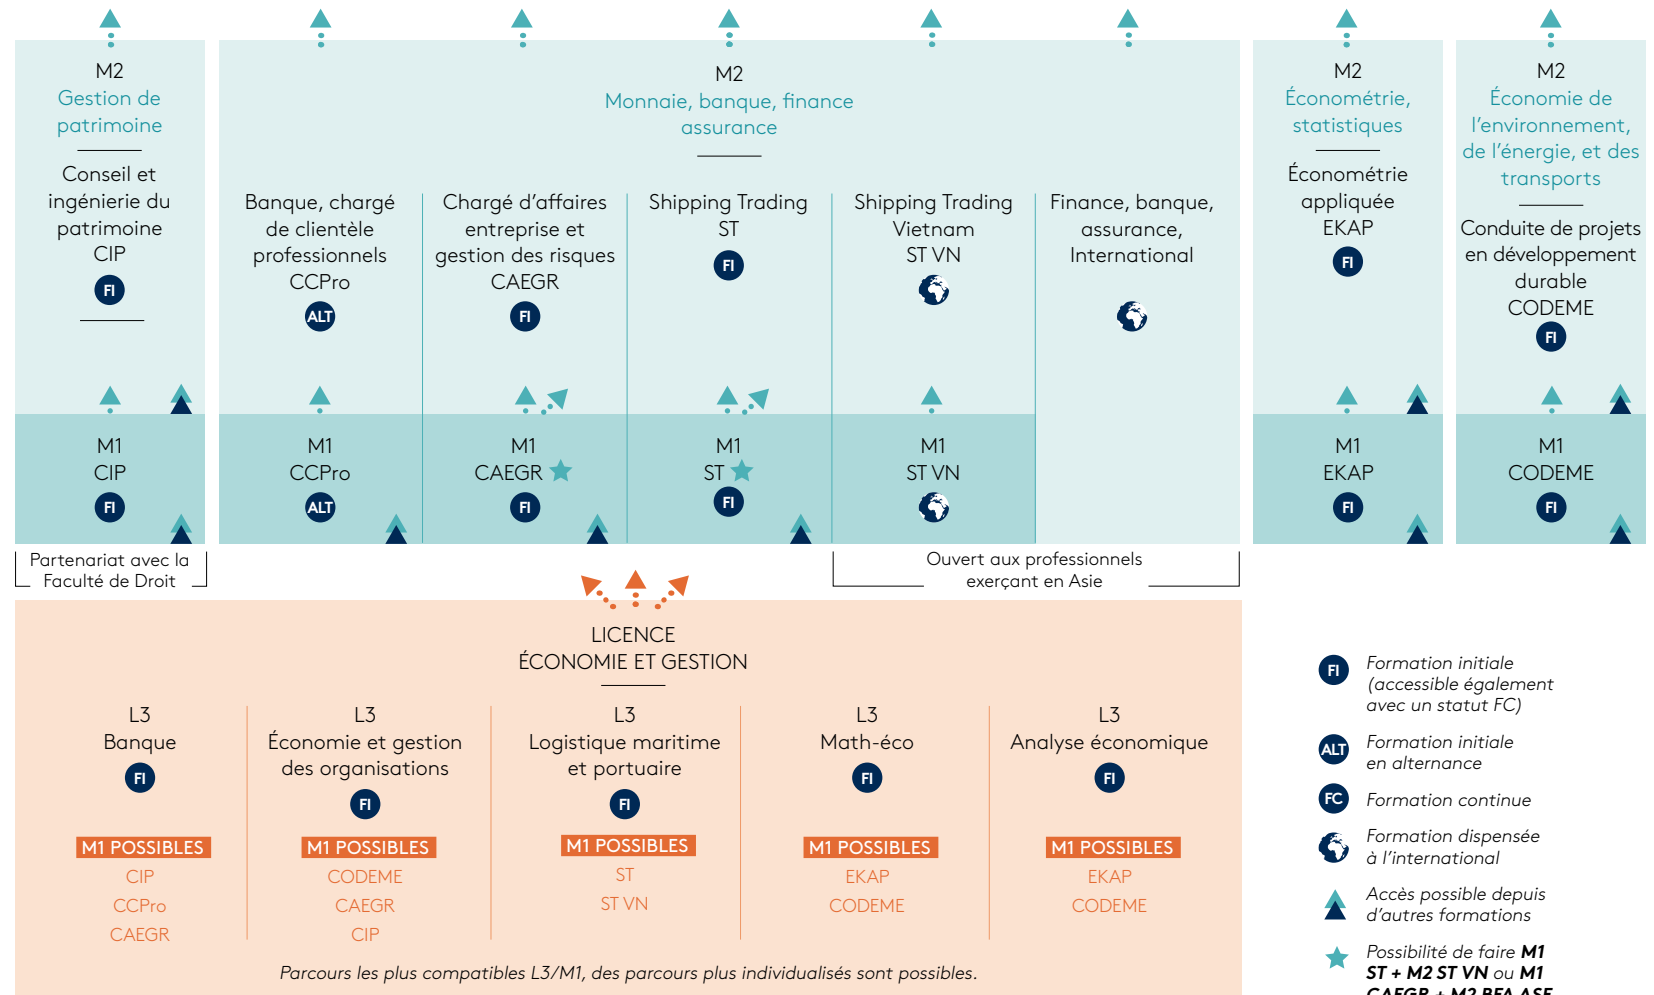 M2
Gestion de
patrimoine
Conseil et
ingénierie du
patrimoine
CIP
FI
M1
CIP
FI
Partenariat avec la
Faculté de Droit
M2
Monnaie, banque, finance
assurance
Banque, chargé
de clientèle
professionnels
CCPro
ALT
Chargé d'affaires
entreprise et
gestion des risques
CAEGR
FI
Shipping Trading
ST
FI
Shipping Trading
Vietnam
ST VN
Finance, banque,
assurance,
International
M1
CCPro
ALT
M1
CAEGR
FI
M1
ST
FI
M1
ST VN
Ouvert aux professionnels
exerçant en Asie
M2
Économétrie,
statistiques
Économétrie
appliquée
EKAP
FI
M1
EKAP
FI
M2
Économie de
l'environnement,
de l'énergie, et des
transports
Conduite de projets
en développement
durable
CODEME
FI
M1
CODEME
FI
LICENCE
ÉCONOMIE ET GESTION
L3
Banque
FI
M1 POSSIBLES
CIP
CCPro
CAEGR
L3
Économie et gestion
des organisations
FI
M1 POSSIBLES
CODEME
CAEGR
CIP
L3
Logistique maritime
et portuaire
FI
M1 POSSIBLES
ST
ST VN
L3
Math-éco
FI
M1 POSSIBLES
EKAP
CODEME
L3
Analyse économique
FI
M1 POSSIBLES
EKAP
CODEME
Parcours les plus compatibles L3/M1, des parcours plus individualisés sont possibles.
FI
Formation initiale
(accessible également
avec un statut FC)
ALT
Formation initiale
en alternance
FC
Formation continue
Formation dispensée
à l'international
Accès possible depuis
d'autres formations
Possibilité de faire M1
ST + M2 ST VN ou M1
CAEGR + M2 BFA ASE